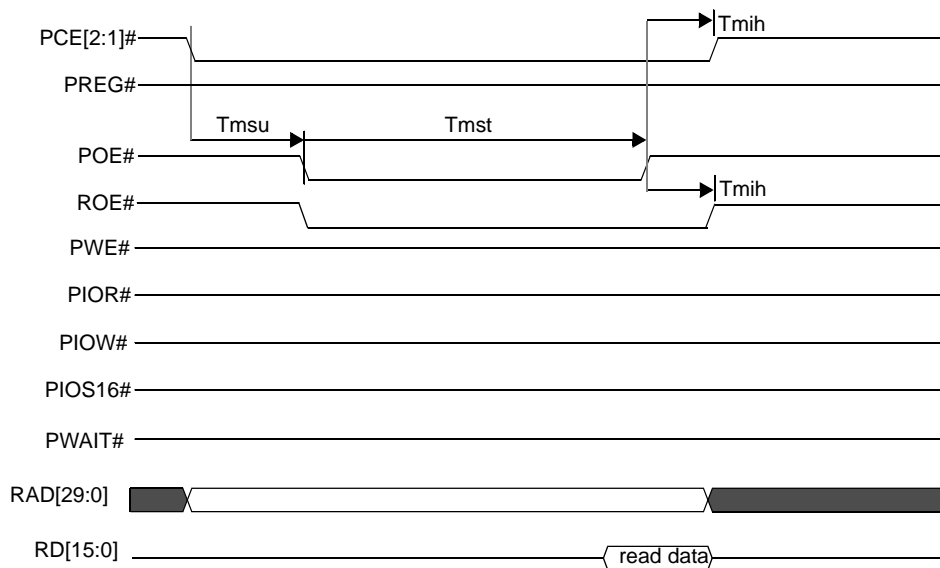 Tmih
PCE[2:1]#
PREG#
Tmsu Tmst
POE#
Tmih
ROE#
PWE#
PIOR#
PIOW#
PIOS16#
PWAIT#
RAD[29:0]
RD[15:0] read data